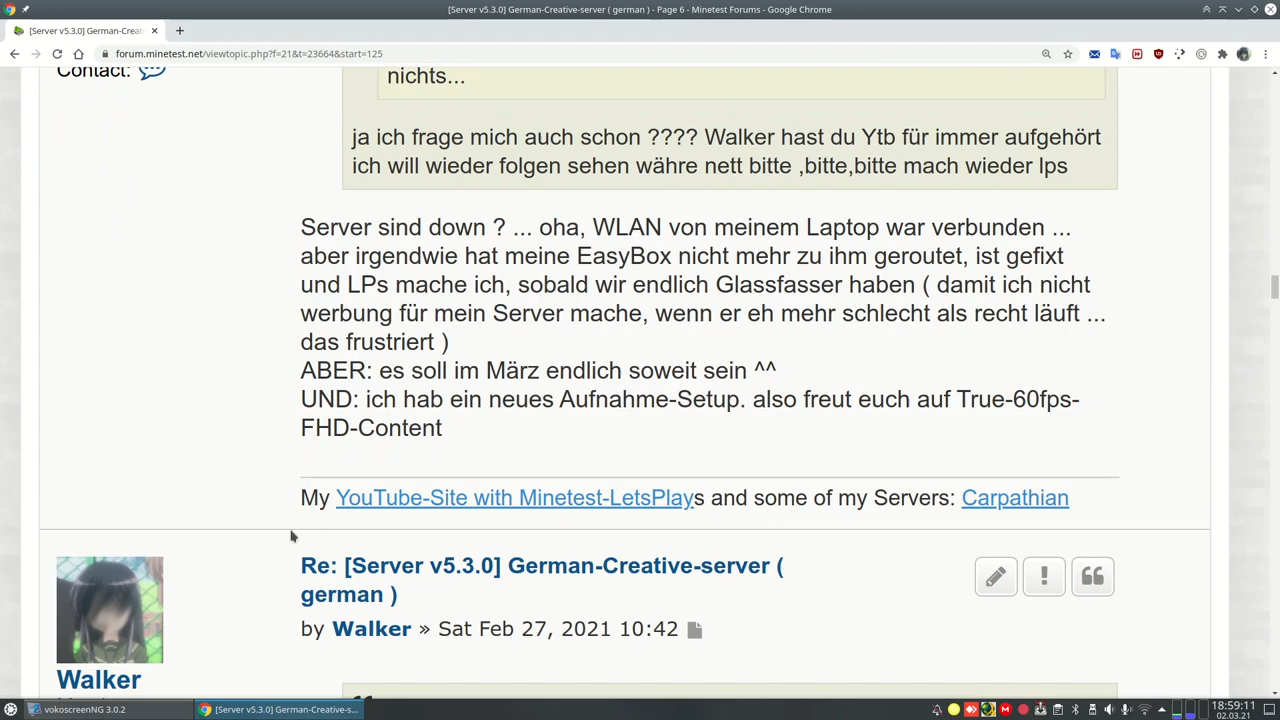 [Server v5.3.0] German-Creative-server ( german ) - Page 6 - Minetest Forums - Google Chrome
[Server v5.3.0] German-Creati
forum.minetest.net/viewtopic.php?f=21&t=23664&start=125
Contact:
nichts...
ja ich frage mich auch schon ???? Walker hast du Ytb für immer aufgehört
ich will wieder folgen sehen währe nett bitte ,bitte,bitte mach wieder lps
Server sind down ? ... oha, WLAN von meinem Laptop war verbunden ...
aber irgendwie hat meine EasyBox nicht mehr zu ihm geroutet, ist gefixt
und LPs mache ich, sobald wir endlich Glassfasser haben ( damit ich nicht
werbung für mein Server mache, wenn er eh mehr schlecht als recht läuft ...
das frustriert )
ABER: es soll im März endlich soweit sein ^^
UND: ich hab ein neues Aufnahme-Setup. also freut euch auf True-60fps-
FHD-Content
My YouTube-Site with Minetest-LetsPlays and some of my Servers: Carpathian
Re: [Server v5.3.0] German-Creative-server (
german )
by Walker » Sat Feb 27, 2021 10:42
Walker
vokoscreenNG 3.0.2
[Server v5.3.0] German-Creative-s...
18:59:11
02.03.21